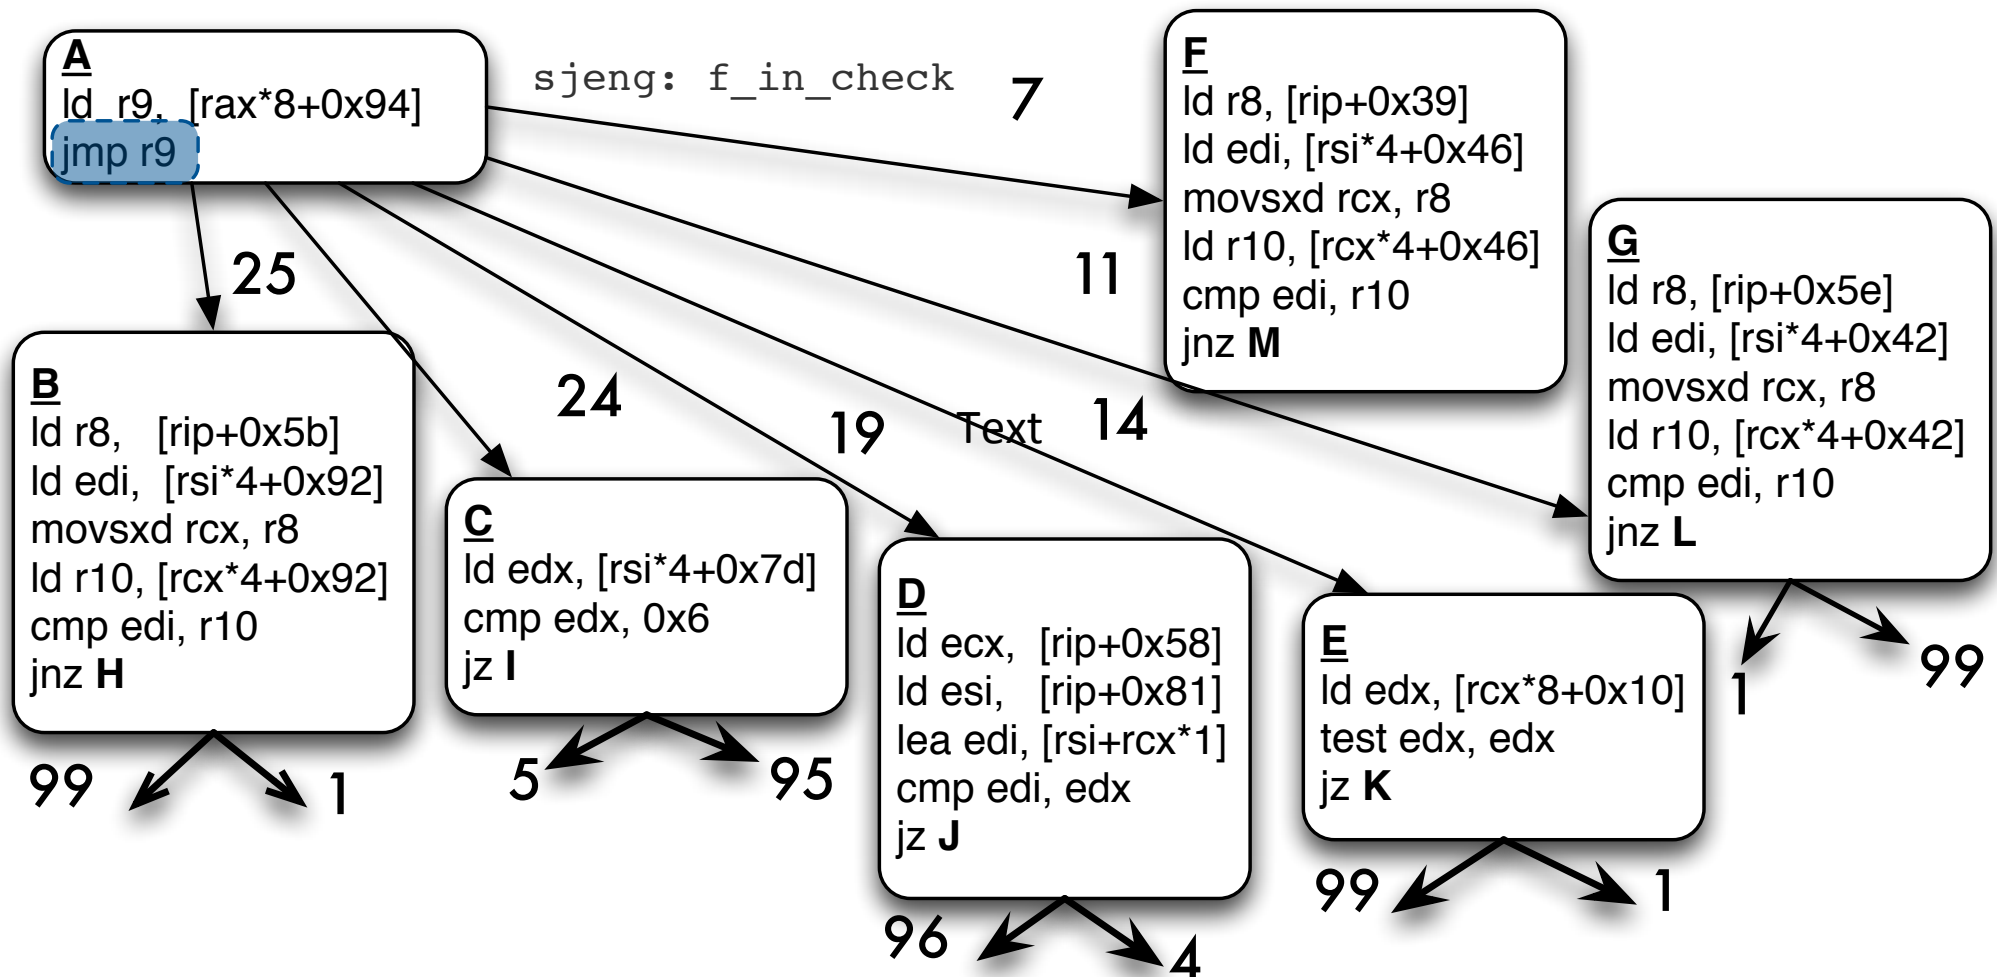 A
ld r9, [rax*8+0x94]
jmp r9
sjeng: f_in_check
7
F
ld r8, [rip+0x39]
ld edi, [rsi*4+0x46]
movsxd rcx, r8
ld r10, [rcx*4+0x46]
cmp edi, r10
jnz M
25
11
G
ld r8, [rip+0x5e]
ld edi, [rsi*4+0x42]
movsxd rcx, r8
ld r10, [rcx*4+0x42]
cmp edi, r10
jnz L
24
19
Text
14
B
ld r8, [rip+0x5b]
ld edi, [rsi*4+0x92]
movsxd rcx, r8
ld r10, [rcx*4+0x92]
cmp edi, r10
jnz H
C
ld edx, [rsi*4+0x7d]
cmp edx, 0x6
jz I
D
ld ecx, [rip+0x58]
ld esi, [rip+0x81]
lea edi, [rsi+rcx*1]
cmp edi, edx
jz J
E
ld edx, [rcx*8+0x10]
test edx, edx
jz K
1
99
99
1
5
95
96
4
99
1